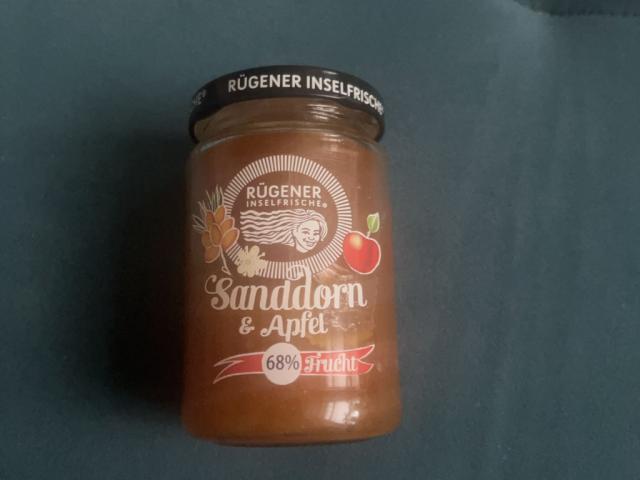 RÜGENER INSELFRISCHE
RÜGENER
INSELFRISCHE®
Sanddorn
& Apfel
68% Frucht